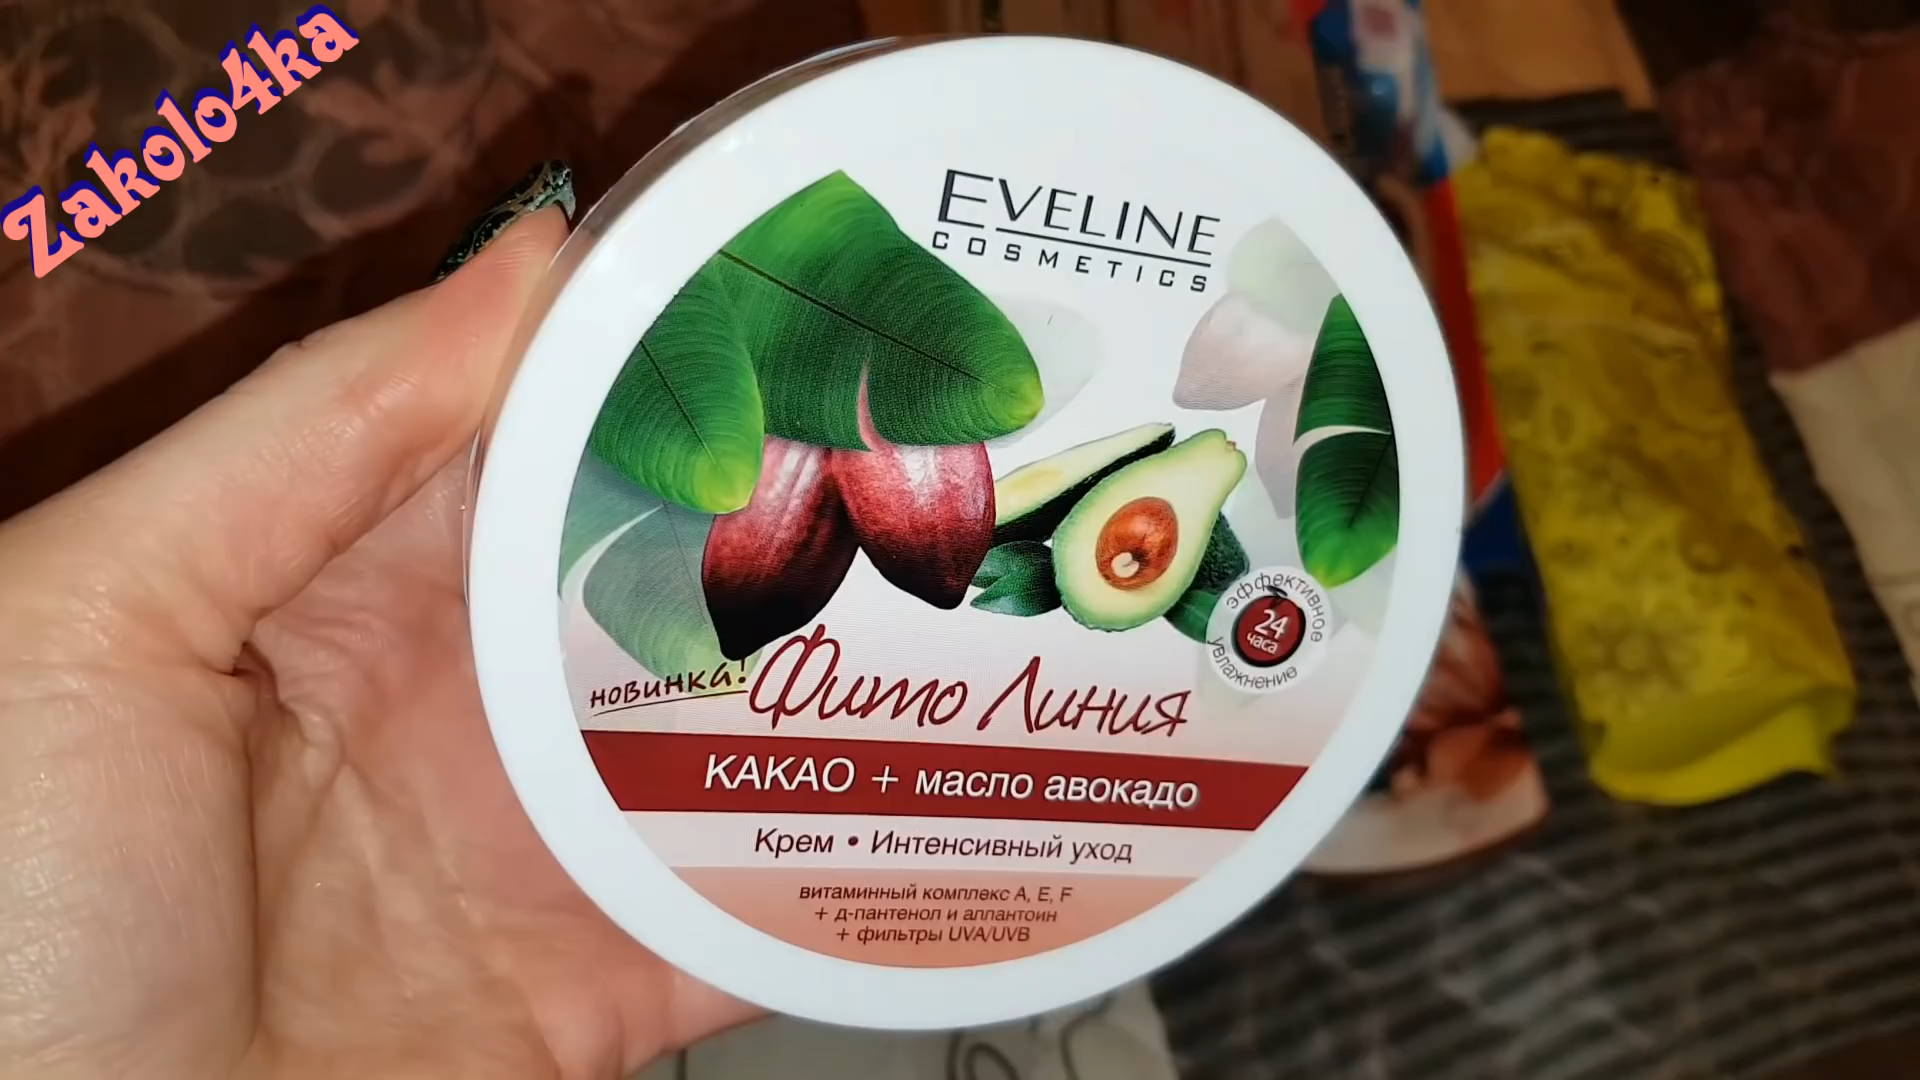 Zakolo4ka
EVELINE
COSMETICS
эффективное
24
часа
увлажнение
новинка!
Фито Линия
КАКАО + масло авокадо
Крем • Интенсивный уход
витаминный комплекс А, Е, F
+ д-пантенол и аллантоин
+ фильтры UVA/UVB